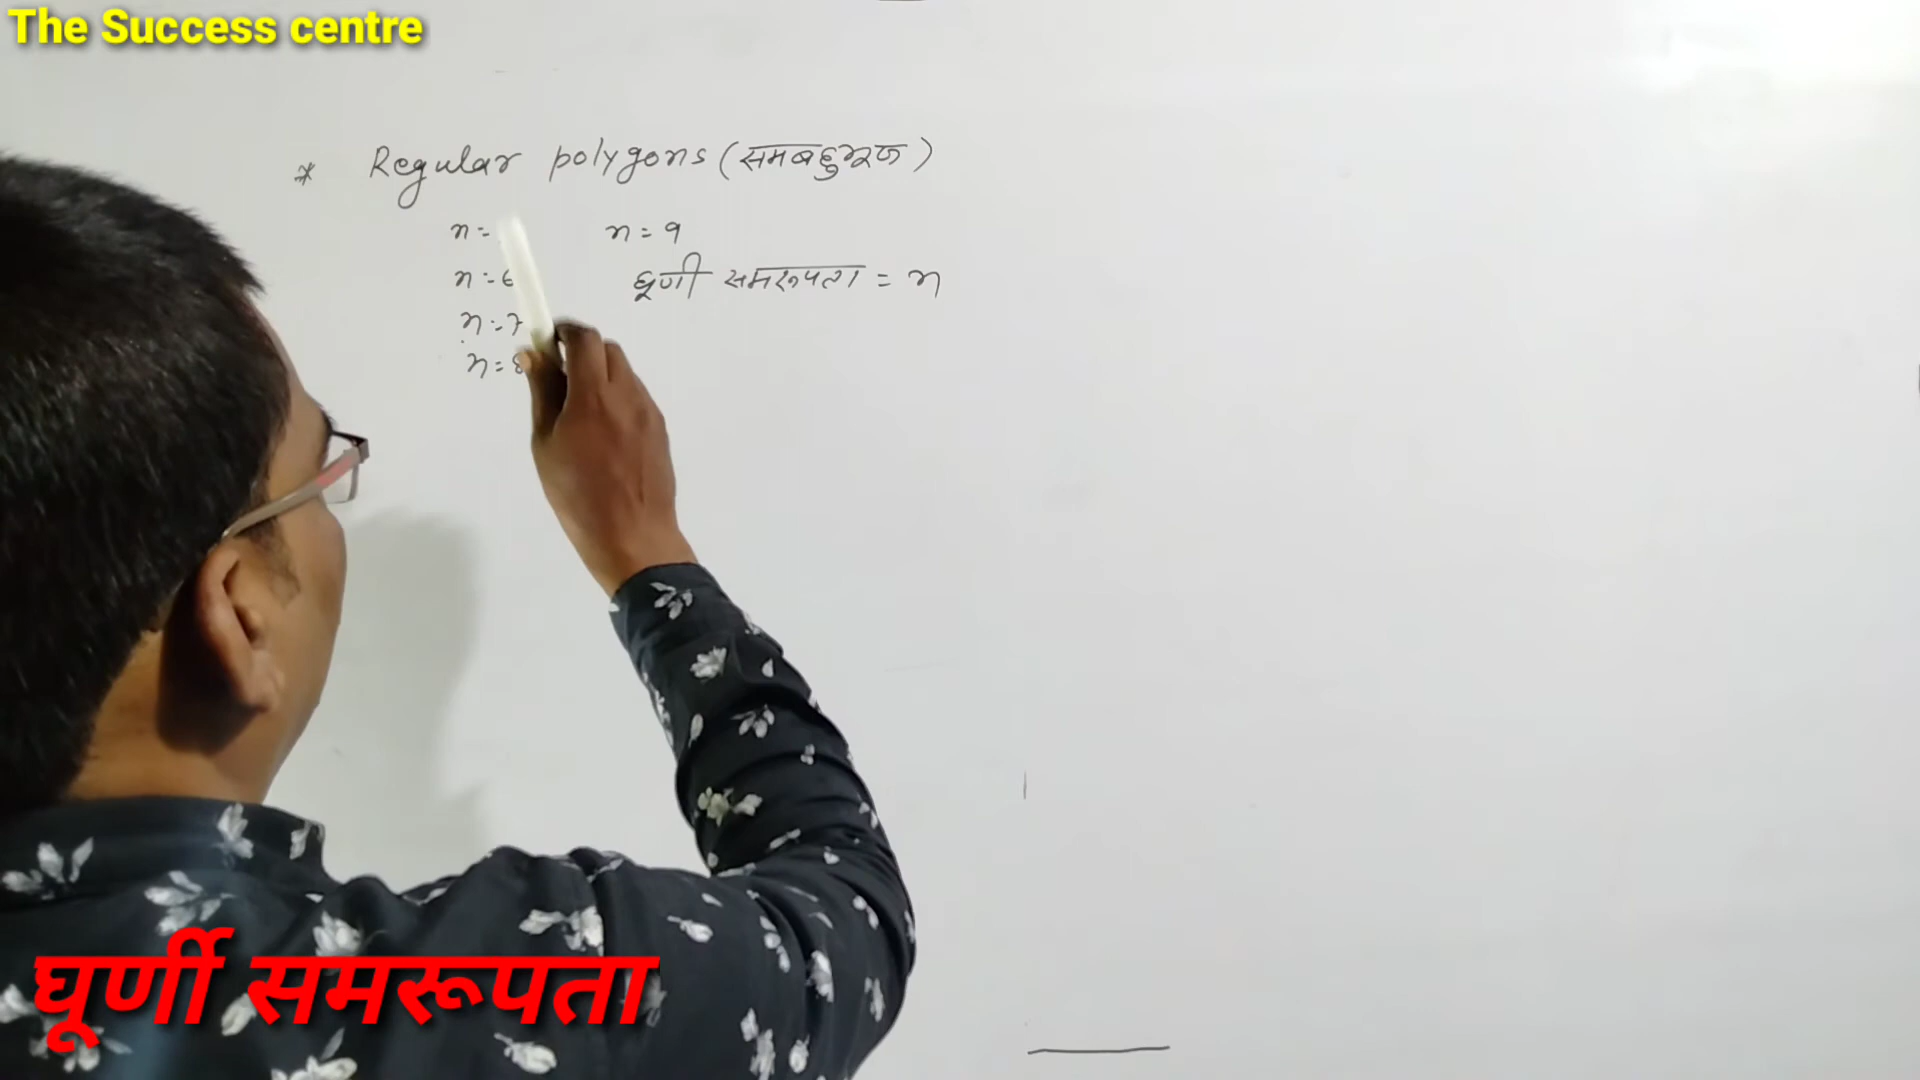 The Success centre
* Regular polygons (समबहुभुज)
n = n = 9
n = 6 घूर्णी समरूपता = n
n = 7
n = 8
घूर्णी समरूपता